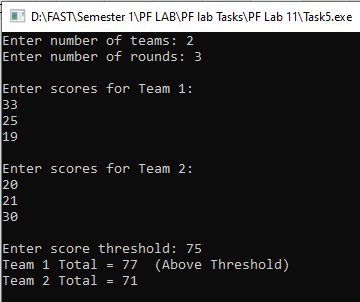 D:\FAST\Semester 1\PF LAB\PF lab Tasks\PF Lab 11\Task5.exe
Enter number of teams: 2
Enter number of rounds: 3
Enter scores for Team 1:
33
25
19
Enter scores for Team 2:
20
21
30
Enter score threshold: 75
Team 1 Total = 77  (Above Threshold)
Team 2 Total = 71